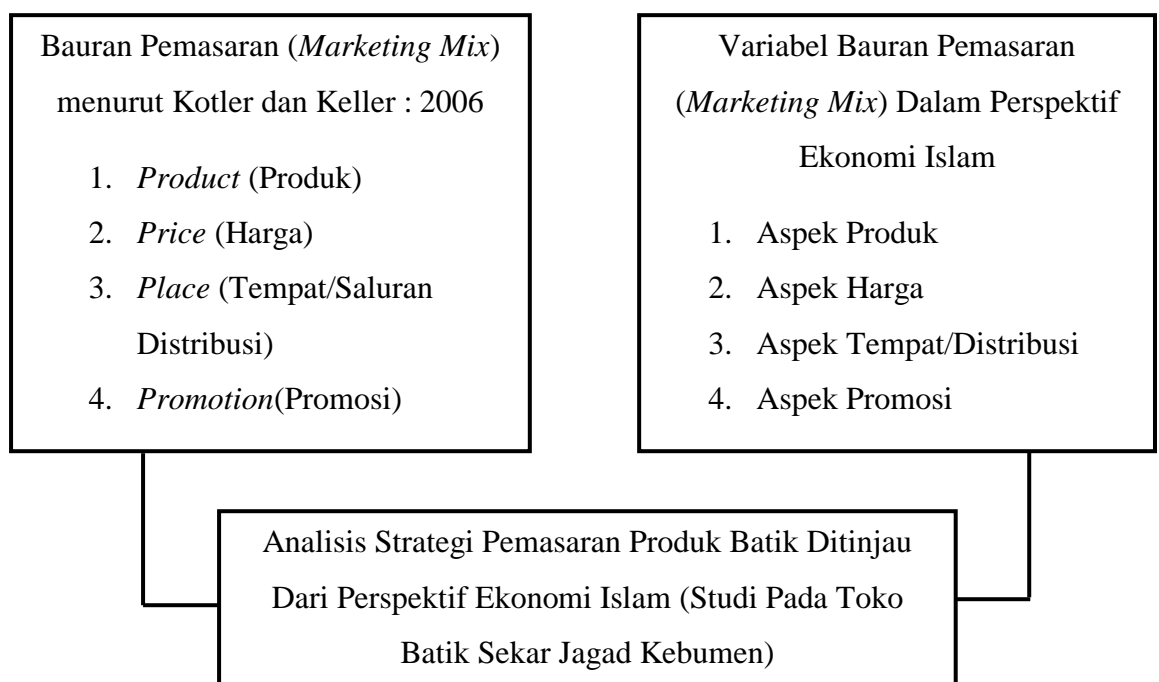 Bauran Pemasaran (Marketing Mix)
menurut Kotler dan Keller : 2006
1. Product (Produk)
2. Price (Harga)
3. Place (Tempat/Saluran
Distribusi)
4. Promotion(Promosi)
Variabel Bauran Pemasaran
(Marketing Mix) Dalam Perspektif
Ekonomi Islam
1. Aspek Produk
2. Aspek Harga
3. Aspek Tempat/Distribusi
4. Aspek Promosi
Analisis Strategi Pemasaran Produk Batik Ditinjau
Dari Perspektif Ekonomi Islam (Studi Pada Toko
Batik Sekar Jagad Kebumen)